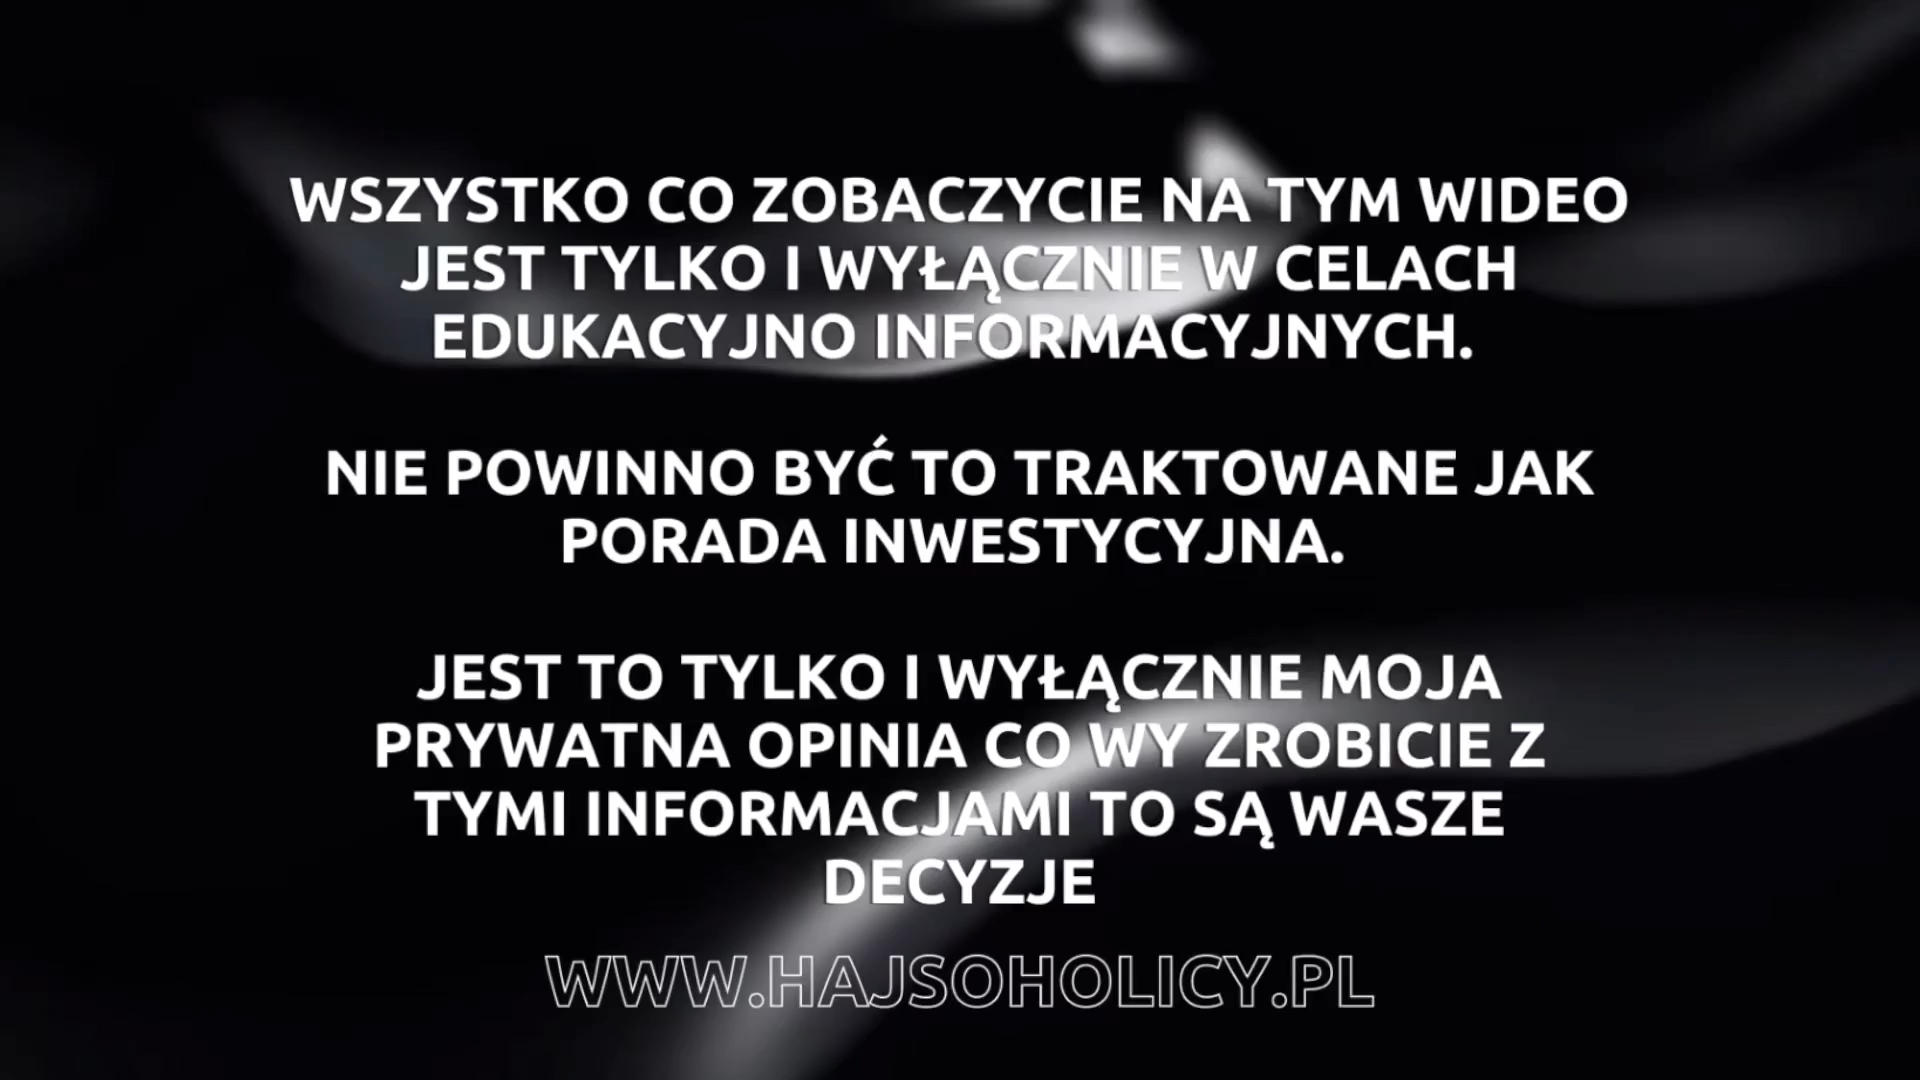 WSZYSTKO CO ZOBACZYCIE NA TYM WIDEO
JEST TYLKO I WYŁĄCZNIE W CELACH
EDUKACYJNO INFORMACYJNYCH.
NIE POWINNO BYĆ TO TRAKTOWANE JAK
PORADA INWESTYCYJNA.
JEST TO TYLKO I WYŁĄCZNIE MOJA
PRYWATNA OPINIA CO WY ZROBICIE Z
TYMI INFORMACJAMI TO SĄ WASZE
DECYZJE
WWW.HAJSOHOLICY.PL